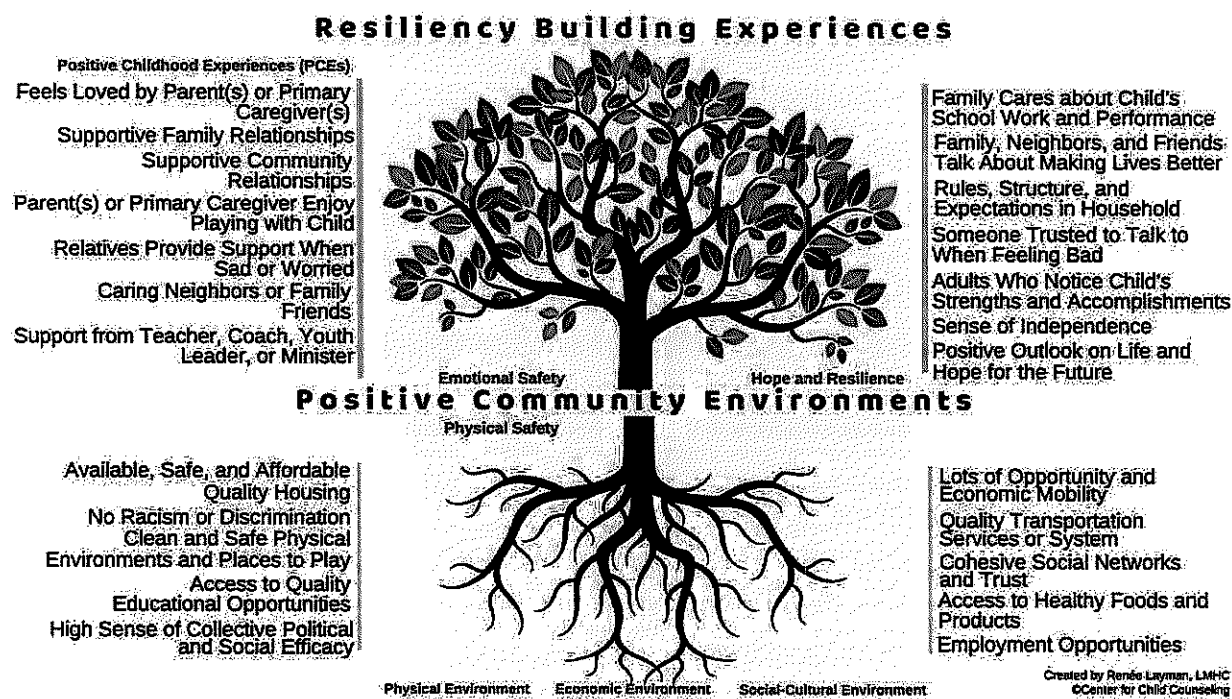 Resiliency Building Experiences
Positive Childhood Experiences (PCEs)
Feels Loved by Parent(s) or Primary
Caregiver(s)
Supportive Family Relationships
Supportive Community
Relationships
Parent(s) or Primary Caregiver Enjoy
Playing with Child
Relatives Provide Support When
Sad or Worried
Caring Neighbors or Family
Friends
Support from Teacher, Coach, Youth
Leader, or Minister
Family Cares about Child's
School Work and Performance
Family, Neighbors, and Friends
Talk About Making Lives Better
Rules, Structure, and
Expectations in Household
Someone Trusted to Talk to
When Feeling Bad
Adults Who Notice Child's
Strengths and Accomplishments
Sense of Independence
Positive Outlook on Life and
Hope for the Future
Emotional Safety
Hope and Resilience
Positive Community Environments
Physical Safety
Available, Safe, and Affordable
Quality Housing
No Racism or Discrimination
Clean and Safe Physical
Environments and Places to Play
Access to Quality
Educational Opportunities
High Sense of Collective Political
and Social Efficacy
Lots of Opportunity and
Economic Mobility
Quality Transportation
Services or System
Cohesive Social Networks
and Trust
Access to Healthy Foods and
Products
Employment Opportunities
Physical Environment
Economic Environment
Social-Cultural Environment
Created by Renée Layman, LMHC
©Center for Child Counseling